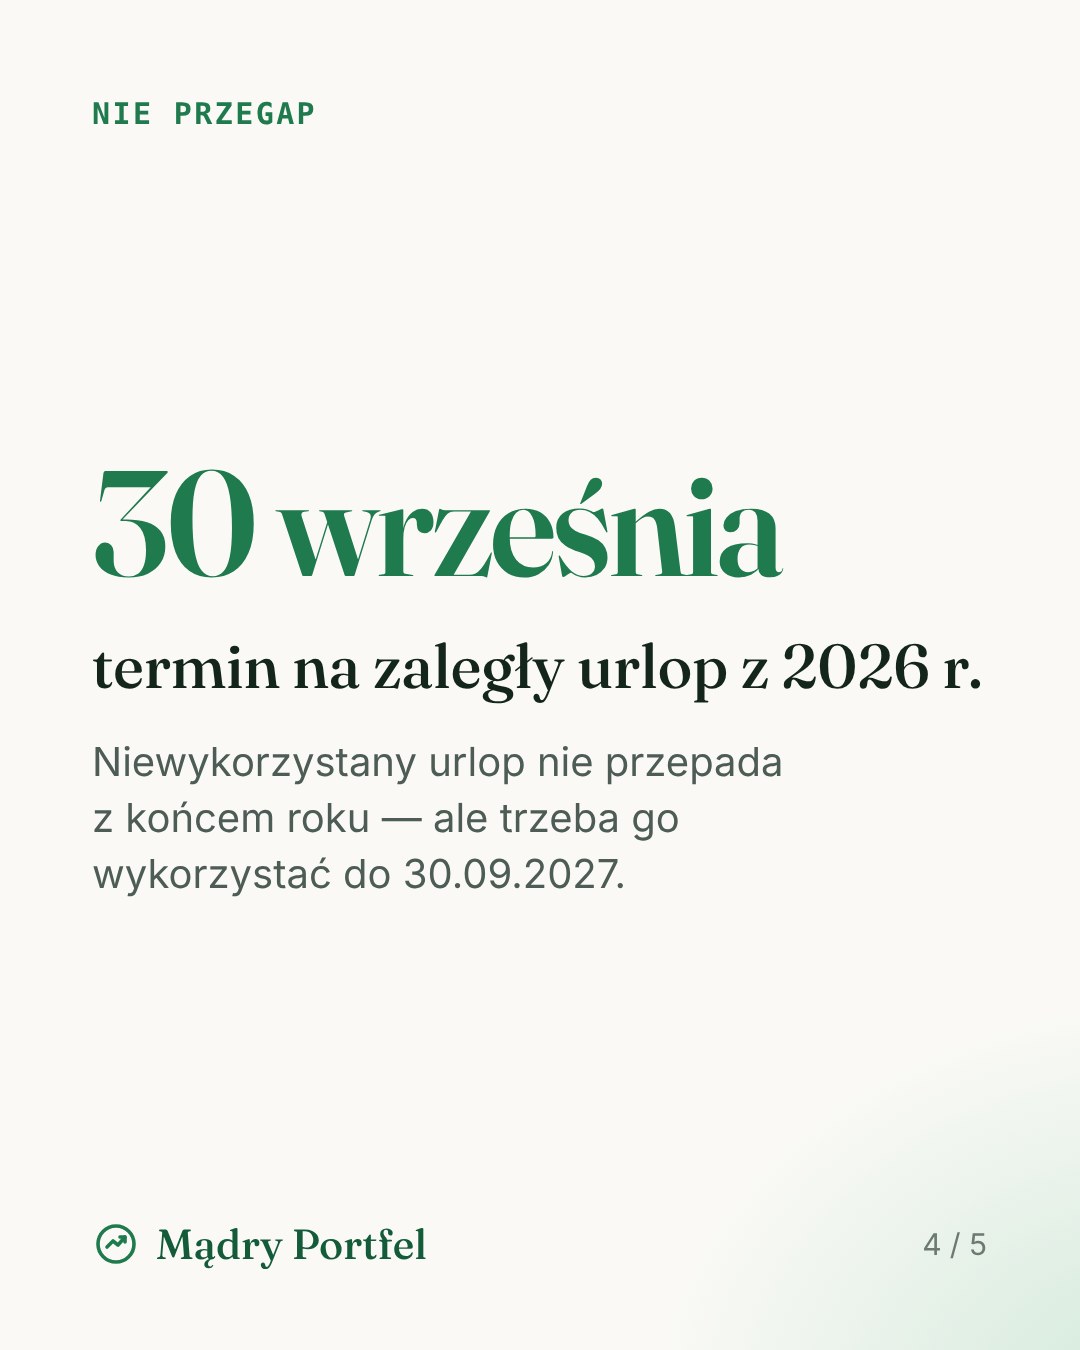 NIE PRZEGAP
30 września
termin na zaległy urlop z 2026 r.
Niewykorzystany urlop nie przepada
z końcem roku — ale trzeba go
wykorzystać do 30.09.2027.
Mądry Portfel
4 / 5